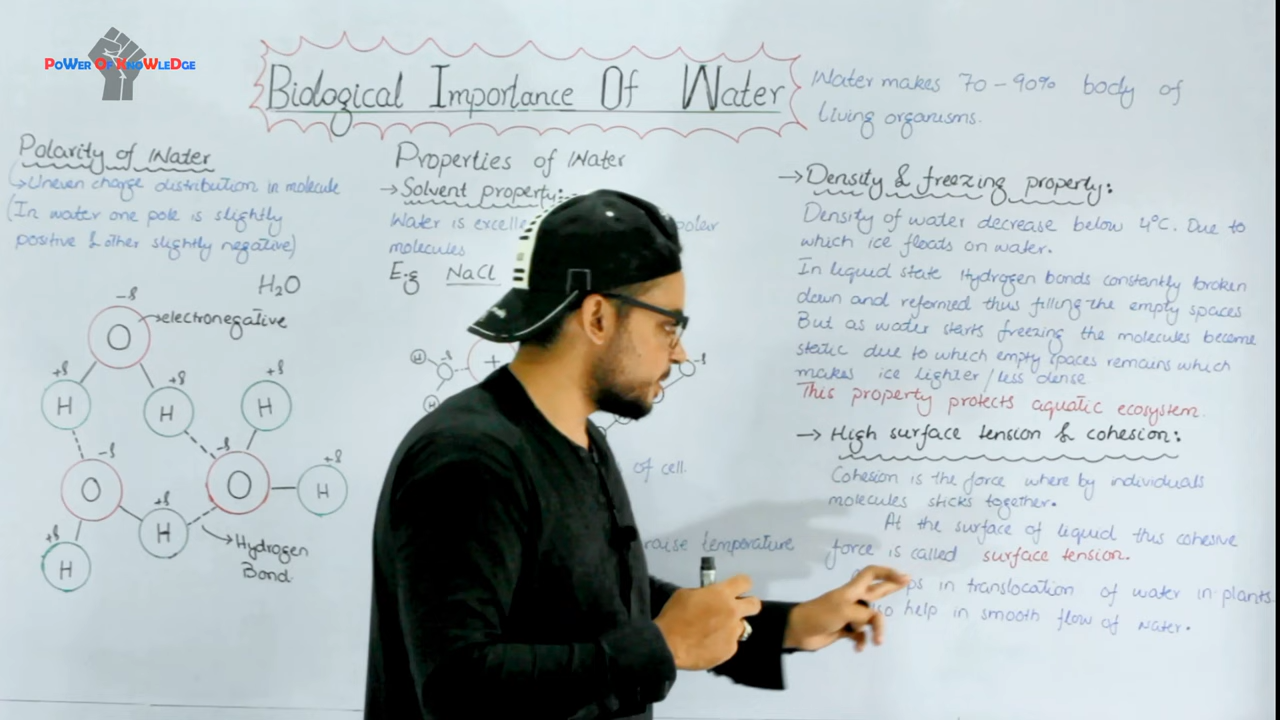 PoWer Of KnoWLeDge
Biological Importance Of Water
Water makes 70-90% body of
living organisms.
Polarity of Water
↳Uneven charge distribution in molecule
(In water one pole is slightly
positive & other slightly negative)
H₂O
-δ
O
→electronegative
+δ
H
+δ
H
+δ
H
-δ
O
-δ
O
+δ
H
+δ
H
+δ
H
→Hydrogen
Bond
Properties of Water
→Solvent property:-
Water is polar
molecules
E.g NaCl
H
-δ
+
H
-δ
of cell.
raise temperature
→Density & freezing property:
Density of water decrease below 4°C. Due to
which ice floats on water.
In liquid state Hydrogen bonds constantly broken
down and reformed thus filling the empty spaces
But as water starts freezing the molecules become
static due to which empty spaces remains which
makes ice lighter/less dense.
This property protects aquatic ecosystem.
→ High surface tension & cohesion:
Cohesion is the force where by individuals
molecules sticks together.
At the surface of liquid this cohesive
force is called surface tension.
in translocation of water in plants.
help in smooth flow of water.